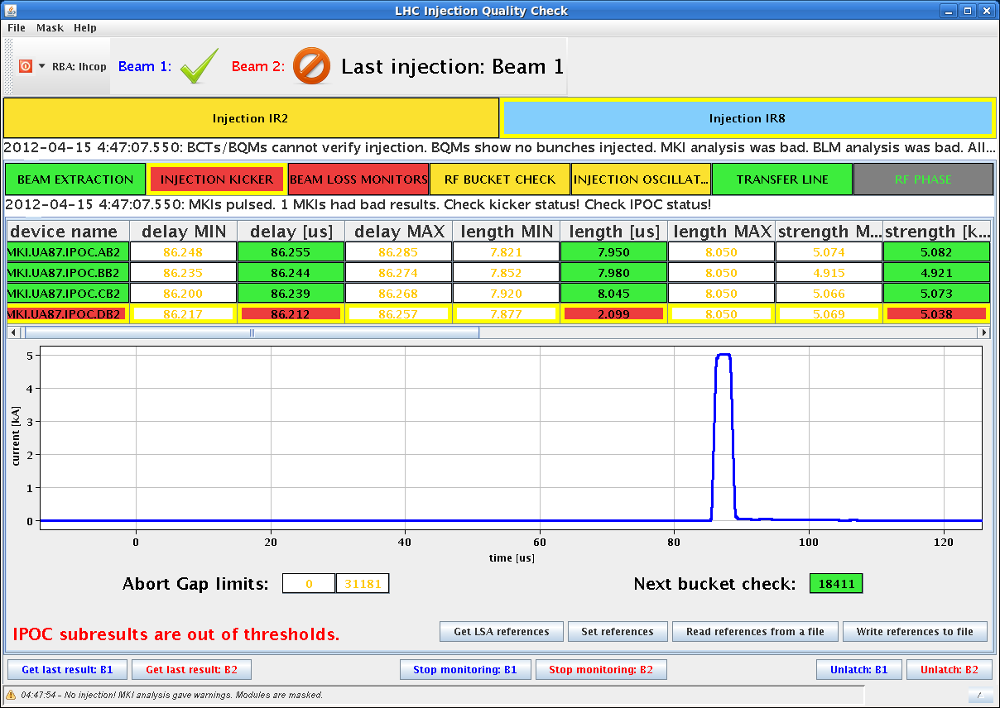 LHC Injection Quality Check
File Mask Help
RBA: lhcop Beam 1: Beam 2: Last injection: Beam 1
Injection IR2 Injection IR8
2012-04-15 4:47:07.550: BCTs/BQMs cannot verify injection. BQMs show no bunches injected. MKI analysis was bad. BLM analysis was bad. All...
BEAM EXTRACTION INJECTION KICKER BEAM LOSS MONITORS RF BUCKET CHECK INJECTION OSCILLAT... TRANSFER LINE RF PHASE
2012-04-15 4:47:07.550: MKIs pulsed. 1 MKIs had bad results. Check kicker status! Check IPOC status!
device name delay MIN delay [us] delay MAX length MIN length [us] length MAX strength M... strength [k...
MKI.UA87.IPOC.AB2 86.248 86.255 86.285 7.821 7.950 8.050 5.074 5.082
MKI.UA87.IPOC.BB2 86.235 86.244 86.274 7.852 7.980 8.050 4.915 4.921
MKI.UA87.IPOC.CB2 86.200 86.239 86.268 7.920 8.045 8.050 5.066 5.073
MKI.UA87.IPOC.DB2 86.217 86.212 86.257 7.877 2.099 8.050 5.069 5.038
5
4
3
2
1
0
current [kA]
0 20 40 60 80 100 120
time [us]
Abort Gap limits: 0 31181 Next bucket check: 18411
IPOC subresults are out of thresholds. Get LSA references Set references Read references from a file Write references to file
Get last result: B1 Get last result: B2 Stop monitoring: B1 Stop monitoring: B2 Unlatch: B1 Unlatch: B2
04:47:54 - No injection! MKI analysis gave warnings. Modules are masked.